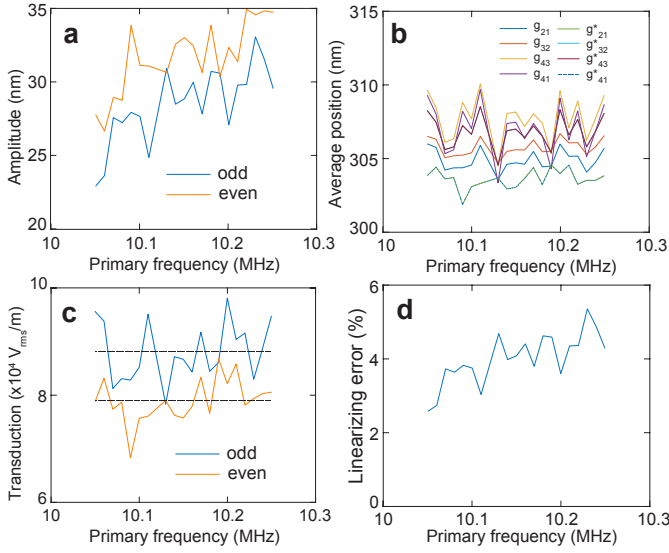 a
35
30
25
20
Amplitude (nm)
odd
even
10 10.1 10.2 10.3
Primary frequency (MHz)
b
315
310
305
300
Average position (nm)
g21 g*21
g32 g*32
g43 g*43
g41 g*41
10 10.1 10.2 10.3
Primary frequency (MHz)
c
10
8
6
Transduction (x10⁴ Vrms/m)
odd
even
10 10.1 10.2 10.3
Primary frequency (MHz)
d
6
4
2
0
Linearizing error (%)
10 10.1 10.2 10.3
Primary frequency (MHz)